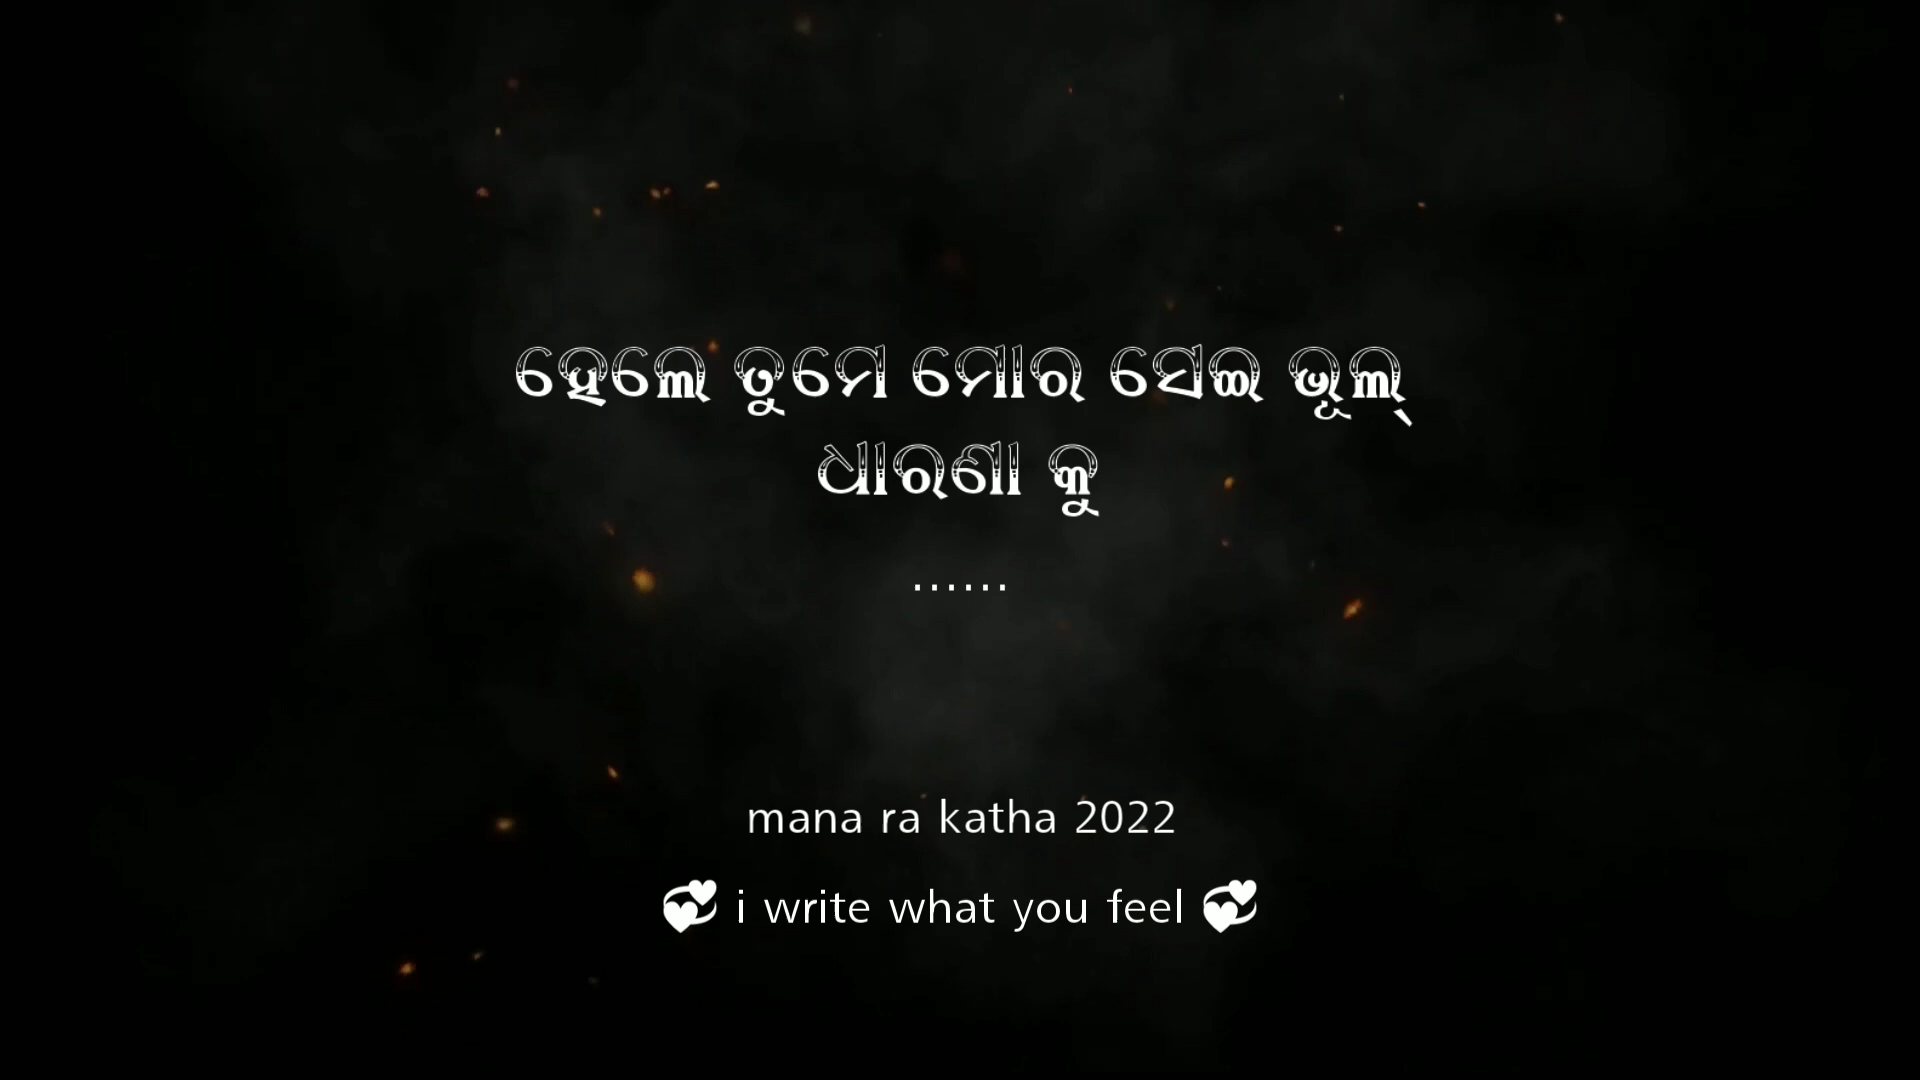 ହେଲେ ତୁମେ ମୋର ସେଇ ଭୂଲ୍
ଧାରଣା କୁ
......
mana ra katha 2022
💞 i write what you feel 💞